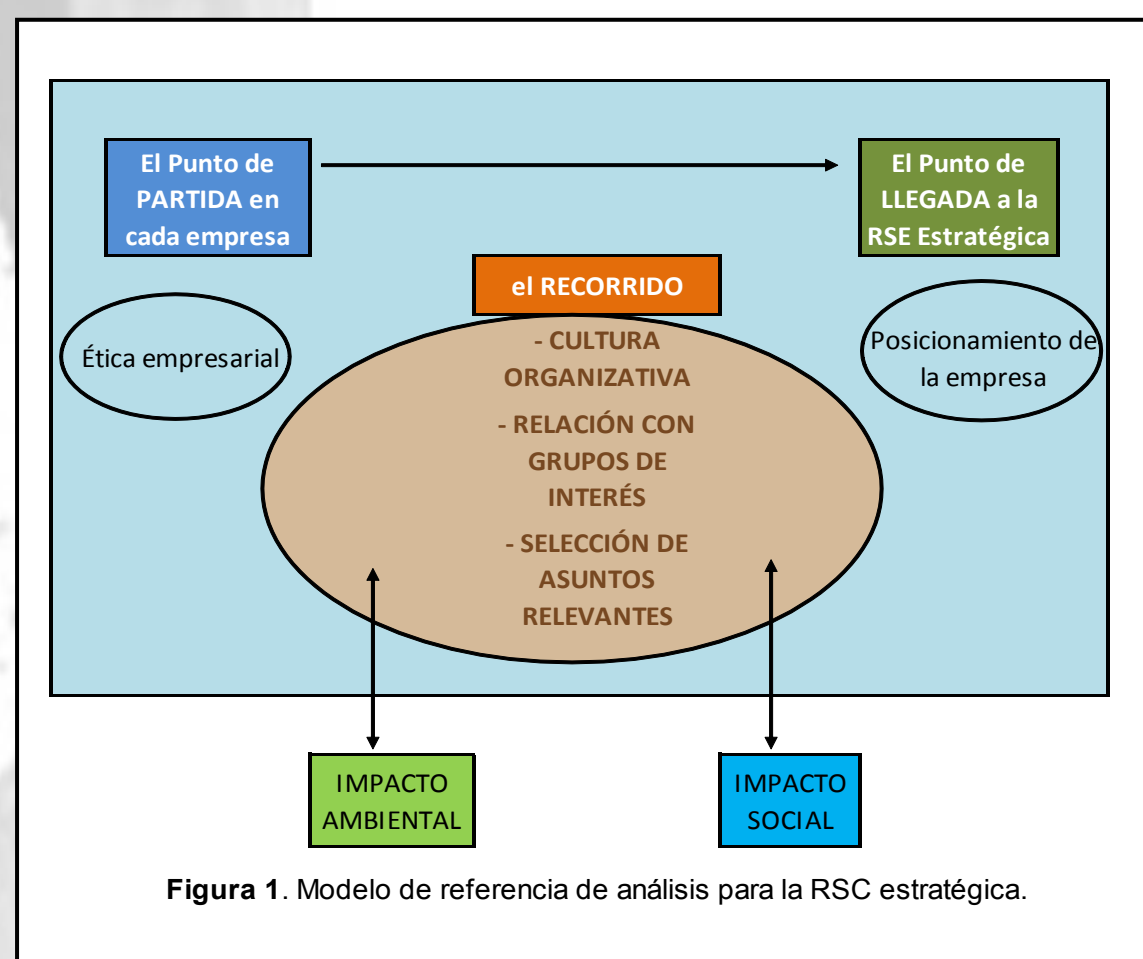 El Punto de
PARTIDA en
cada empresa
El Punto de
LLEGADA a la
RSE Estratégica
el RECORRIDO
Ética empresarial
- CULTURA
ORGANIZATIVA
- RELACIÓN CON
GRUPOS DE
INTERÉS
- SELECCIÓN DE
ASUNTOS
RELEVANTES
Posicionamiento de
la empresa
IMPACTO
AMBIENTAL
IMPACTO
SOCIAL
Figura 1. Modelo de referencia de análisis para la RSC estratégica.